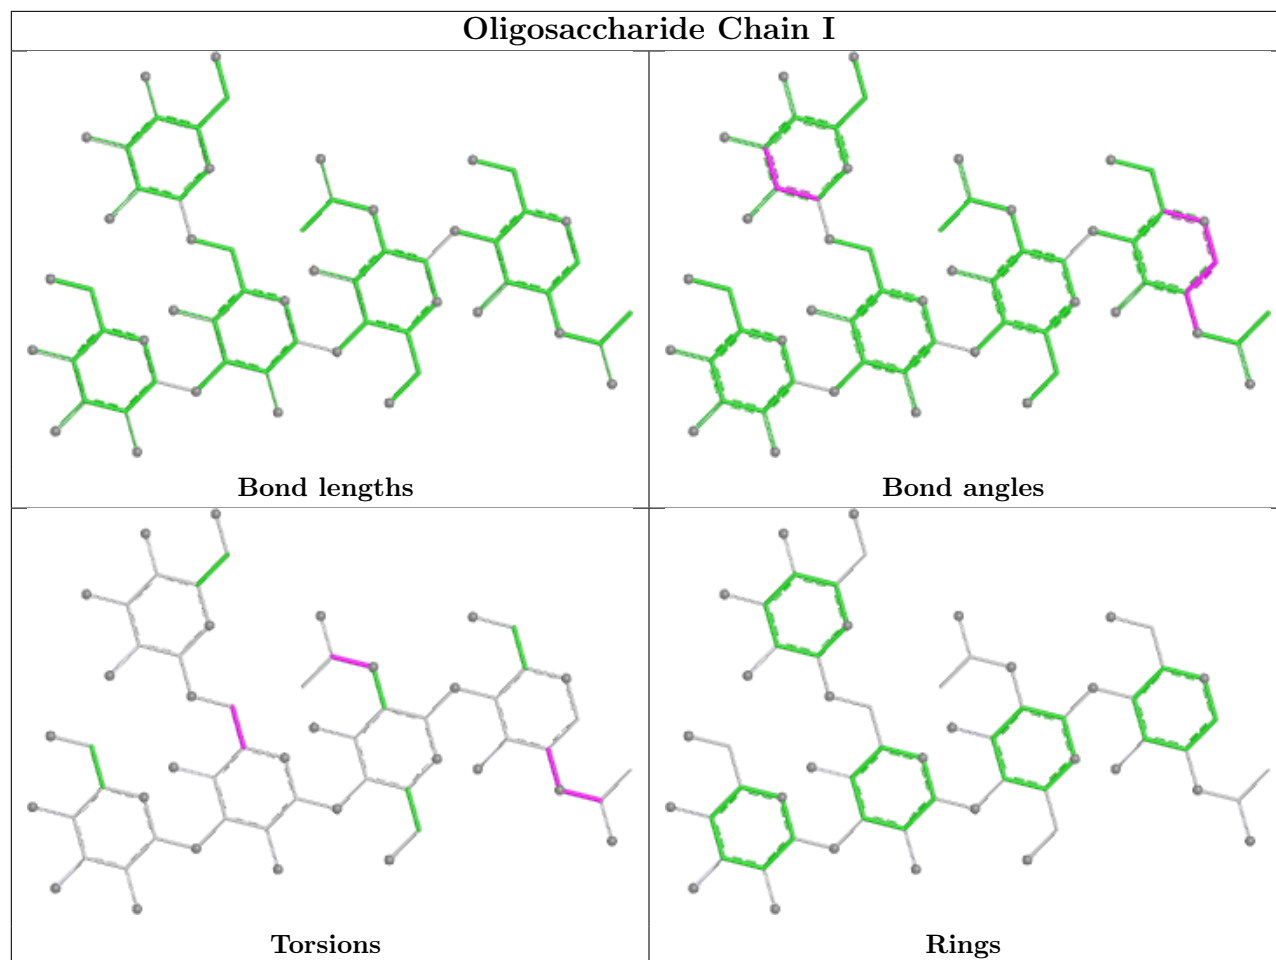 Oligosaccharide Chain I
Bond lengths
Bond angles
Torsions
Rings